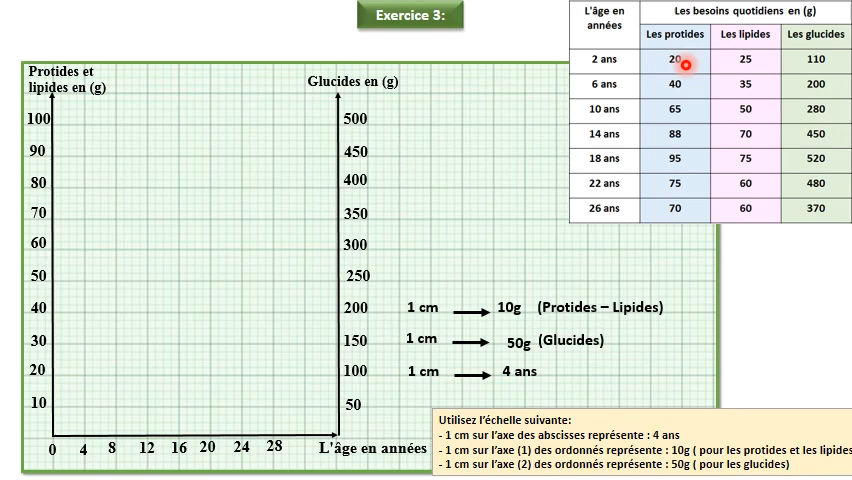 Exercice 3:
L'âge en années
Les besoins quotidiens en (g)
Les protides Les lipides Les glucides
2 ans 20 25 110
6 ans 40 35 200
10 ans 65 50 280
14 ans 88 70 450
18 ans 95 75 520
22 ans 75 60 480
26 ans 70 60 370
Protides et
lipides en (g)
100
90
80
70
60
50
40
30
20
10
Glucides en (g)
500
450
400
350
300
250
200
150
100
50
0 4 8 12 16 20 24 28 L'âge en années
1 cm 10g (Protides – Lipides)
1 cm 50g (Glucides)
1 cm 4 ans
Utilisez l'échelle suivante:
- 1 cm sur l'axe des abscisses représente : 4 ans
- 1 cm sur l'axe (1) des ordonnés représente : 10g ( pour les protides et les lipides
- 1 cm sur l'axe (2) des ordonnés représente : 50g ( pour les glucides)